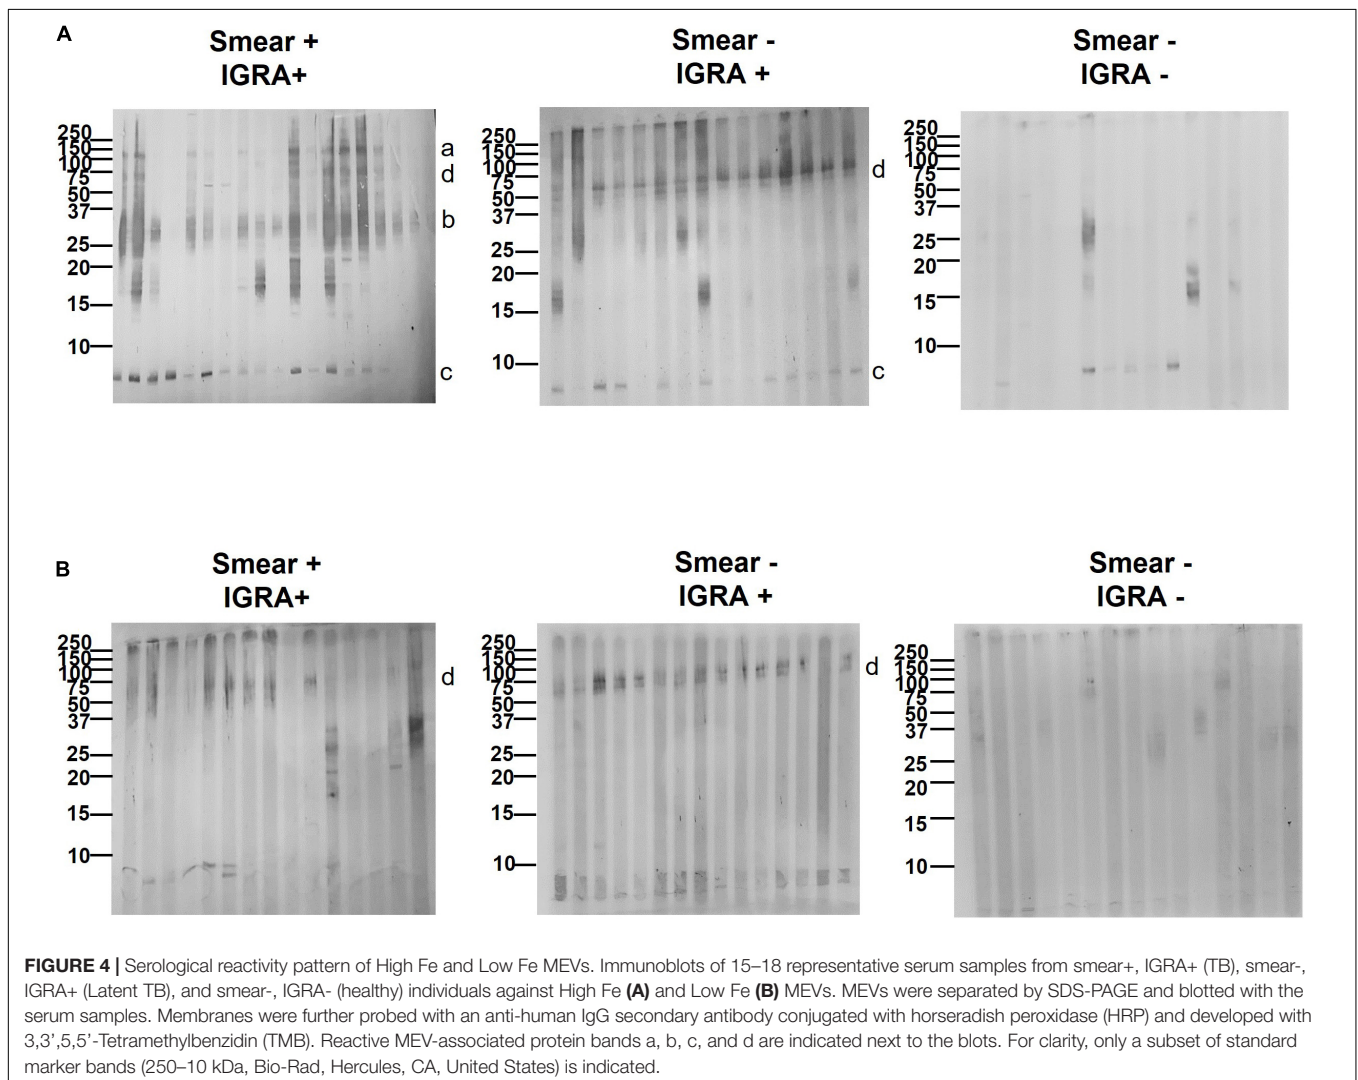 A
Smear +
IGRA+
250
150
100
75
50
37
25
20
15
10
a
d
b
c
Smear -
IGRA +
250
150
100
75
50
37
25
20
15
10
d
c
Smear -
IGRA -
250
150
100
75
50
37
25
20
15
10
B
Smear +
IGRA+
250
150
100
75
50
37
25
20
15
10
d
Smear -
IGRA +
250
150
100
75
50
37
25
20
15
10
d
Smear -
IGRA -
250
150
100
75
50
37
25
20
15
10
FIGURE 4 | Serological reactivity pattern of High Fe and Low Fe MEVs. Immunoblots of 15–18 representative serum samples from smear+, IGRA+ (TB), smear-,
IGRA+ (Latent TB), and smear-, IGRA- (healthy) individuals against High Fe (A) and Low Fe (B) MEVs. MEVs were separated by SDS-PAGE and blotted with the
serum samples. Membranes were further probed with an anti-human IgG secondary antibody conjugated with horseradish peroxidase (HRP) and developed with
3,3’,5,5’-Tetramethylbenzidin (TMB). Reactive MEV-associated protein bands a, b, c, and d are indicated next to the blots. For clarity, only a subset of standard
marker bands (250–10 kDa, Bio-Rad, Hercules, CA, United States) is indicated.